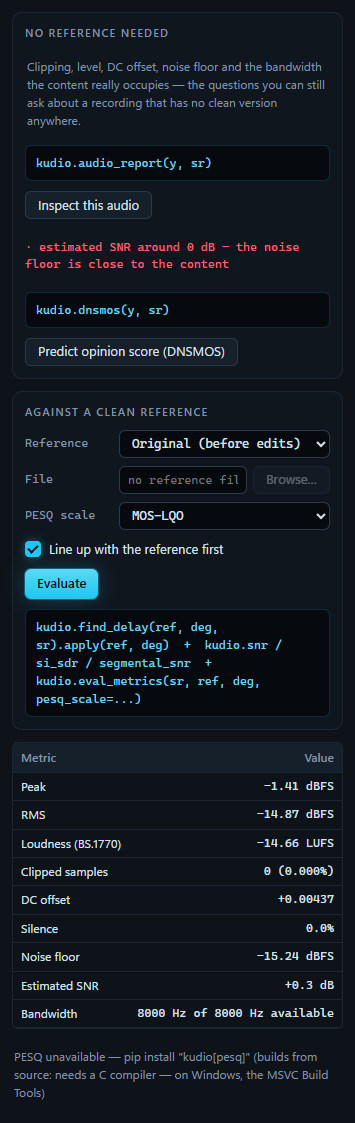 NO REFERENCE NEEDED
Clipping, level, DC offset, noise floor and the bandwidth
the content really occupies — the questions you can still
ask about a recording that has no clean version
anywhere.
kudio.audio_report(y, sr)
Inspect this audio
· estimated SNR around 0 dB — the noise
floor is close to the content
kudio.dnsmos(y, sr)
Predict opinion score (DNSMOS)
AGAINST A CLEAN REFERENCE
Reference Original (before edits)
File no reference fil Browse...
PESQ scale MOS-LQO
Line up with the reference first
Evaluate
kudio.find_delay(ref, deg,
sr).apply(ref, deg) + kudio.snr /
si_sdr / segmental_snr +
kudio.eval_metrics(sr, ref, deg,
pesq_scale=...)
Metric Value
Peak −1.41 dBFS
RMS −14.87 dBFS
Loudness (BS.1770) −14.66 LUFS
Clipped samples 0 (0.000%)
DC offset +0.00437
Silence 0.0%
Noise floor −15.24 dBFS
Estimated SNR +0.3 dB
Bandwidth 8000 Hz of 8000 Hz available
PESQ unavailable — pip install "kudio[pesq]" (builds from
source: needs a C compiler — on Windows, the MSVC Build
Tools)